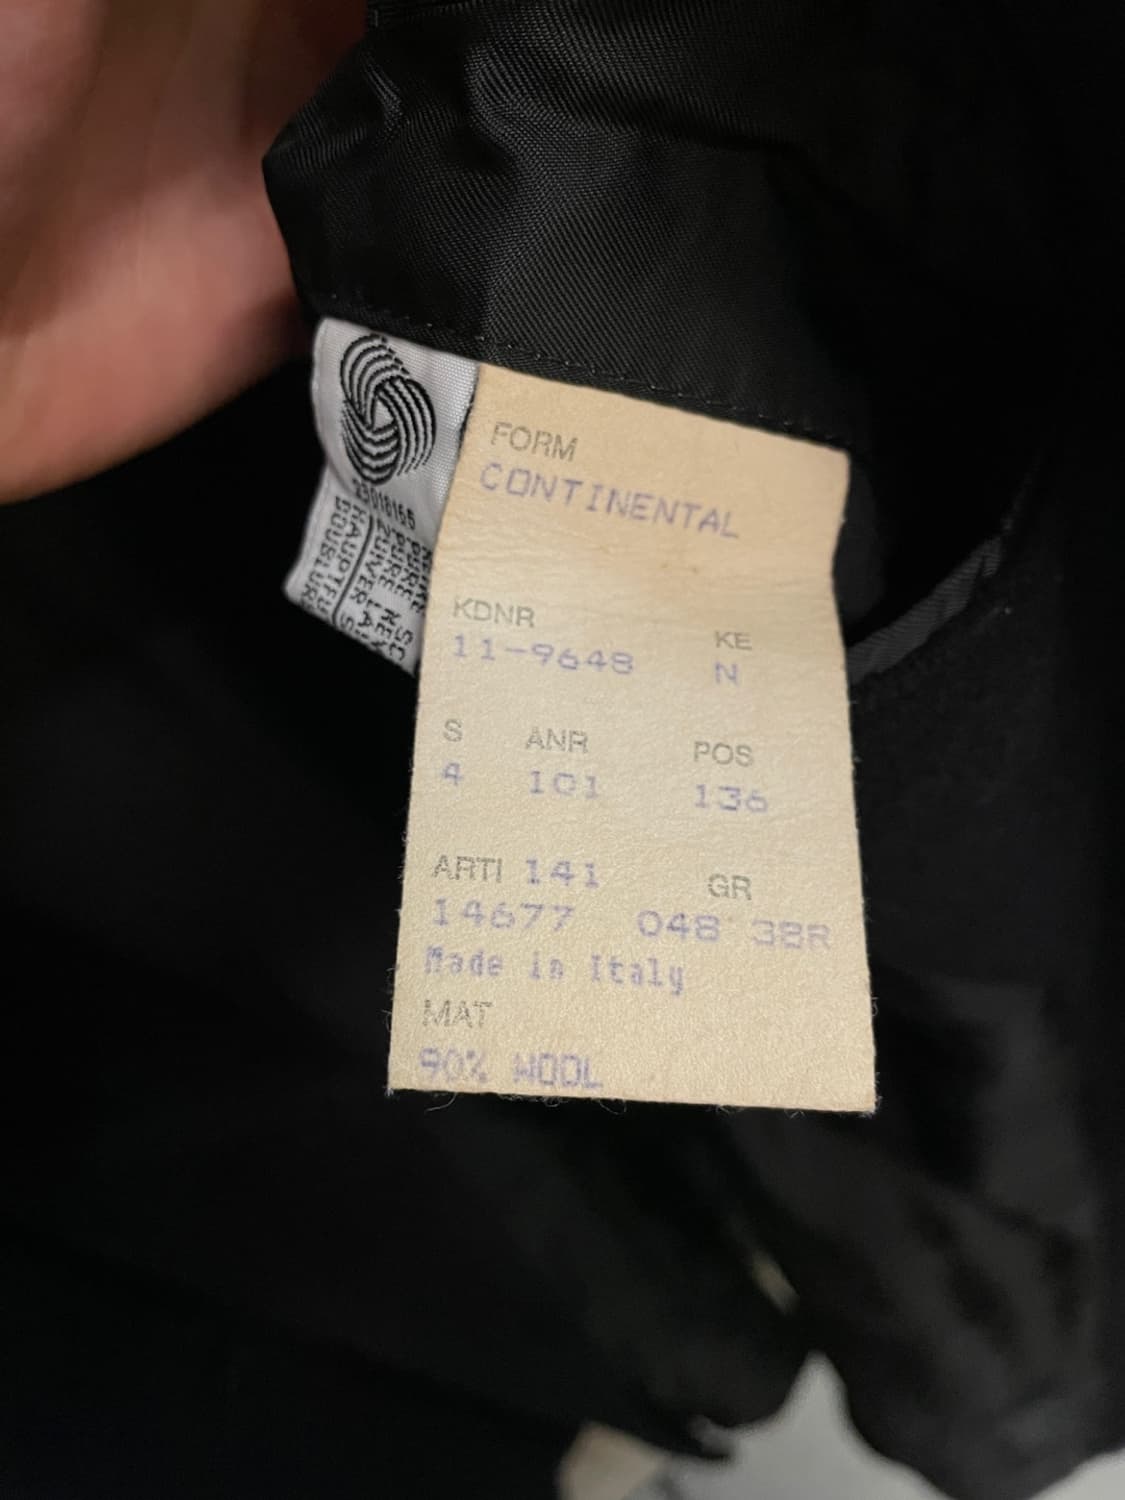 FORM
CONTINENTAL
KDNR KE
11-9648 N
S ANR POS
4 101 136
ARTI 141 GR
14677 048 38R
Made in Italy
MAT
90% WOOL